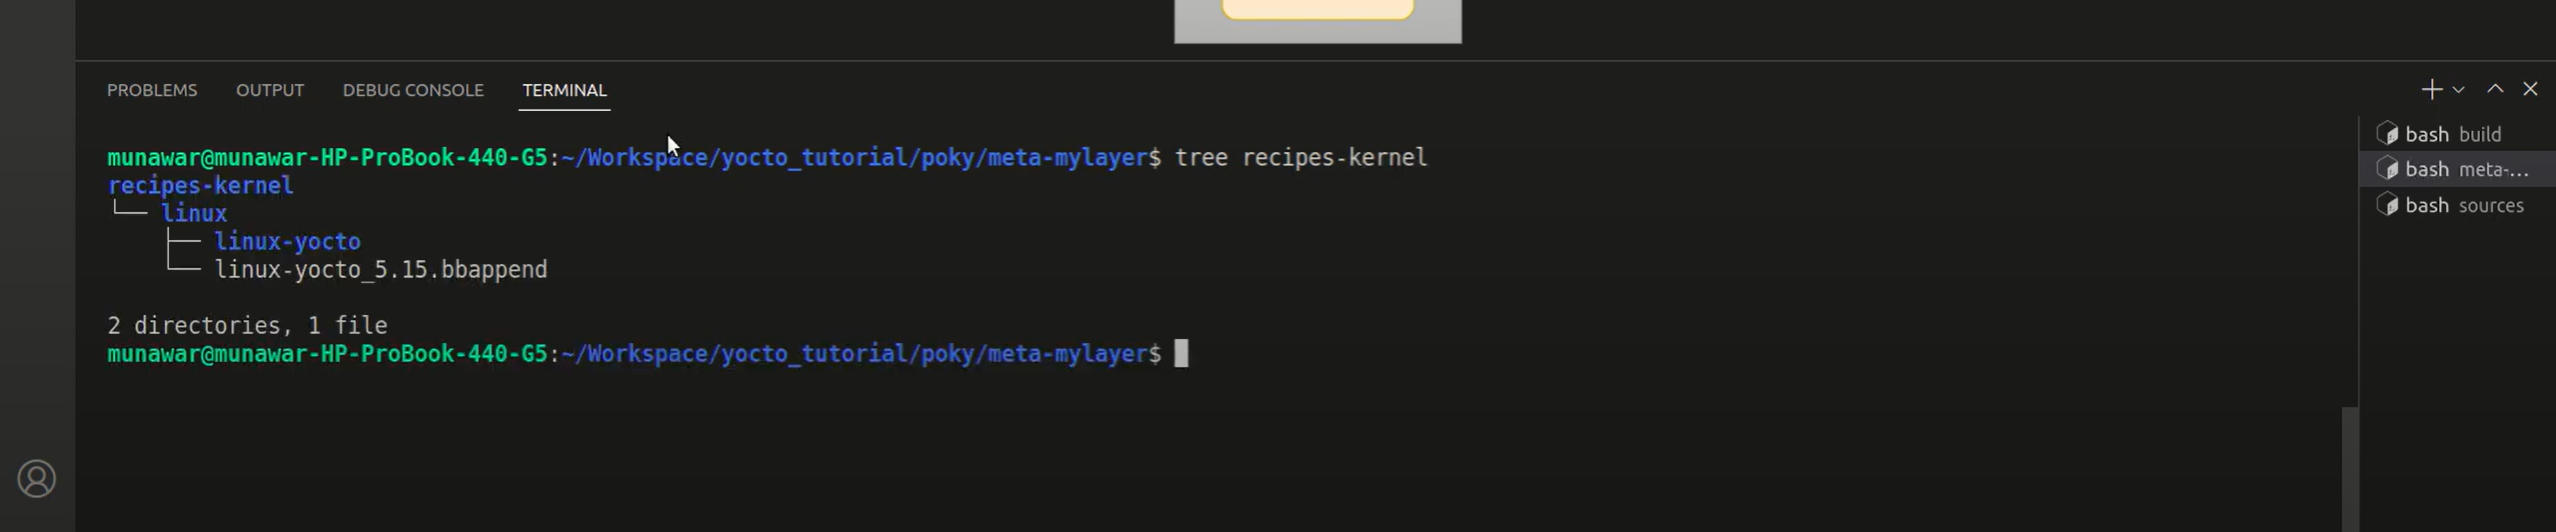 PROBLEMS OUTPUT DEBUG CONSOLE TERMINAL
munawar@munawar-HP-ProBook-440-G5:~/Workspace/yocto_tutorial/poky/meta-mylayer$ tree recipes-kernel
recipes-kernel
└── linux
    ├── linux-yocto
    └── linux-yocto_5.15.bbappend
2 directories, 1 file
munawar@munawar-HP-ProBook-440-G5:~/Workspace/yocto_tutorial/poky/meta-mylayer$
bash build
bash meta-...
bash sources